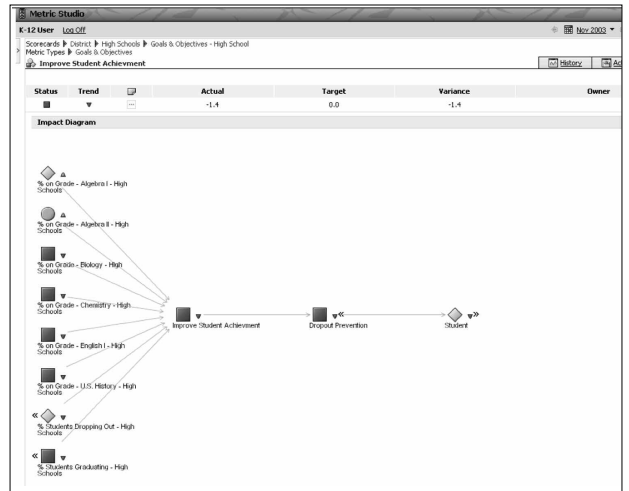 Metric Studio
K-12 User Log Off
Nov 2003
Scorecards District High Schools Goals & Objectives - High School
Metric Types Goals & Objectives
Improve Student Achievment
History
Status Trend Actual Target Variance Owner
-1.4 0.0 -1.4
Impact Diagram
% on Grade - Algebra I - High
Schools
% on Grade - Algebra II - High
Schools
% on Grade - Biology - High
Schools
% on Grade - Chemistry - High
Schools
Improve Student Achievment
Dropout Prevention
Student
% on Grade - English I - High
Schools
% on Grade - U.S. History - High
Schools
% Students Dropping Out - High
Schools
% Students Graduating - High
Schools